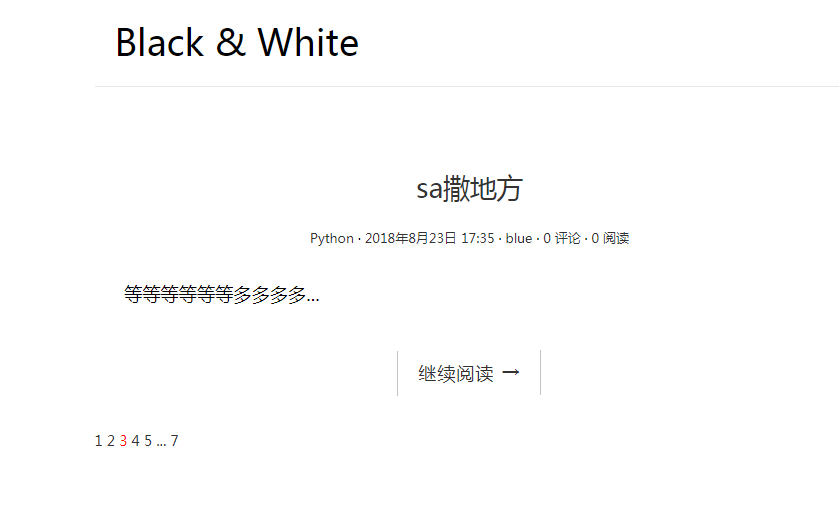 Black & White
sa撒地方
Python · 2018年8月23日 17:35 · blue · 0 评论 · 0 阅读
等等等等等等多多多多...
继续阅读 →
1 2 3 4 5 ... 7